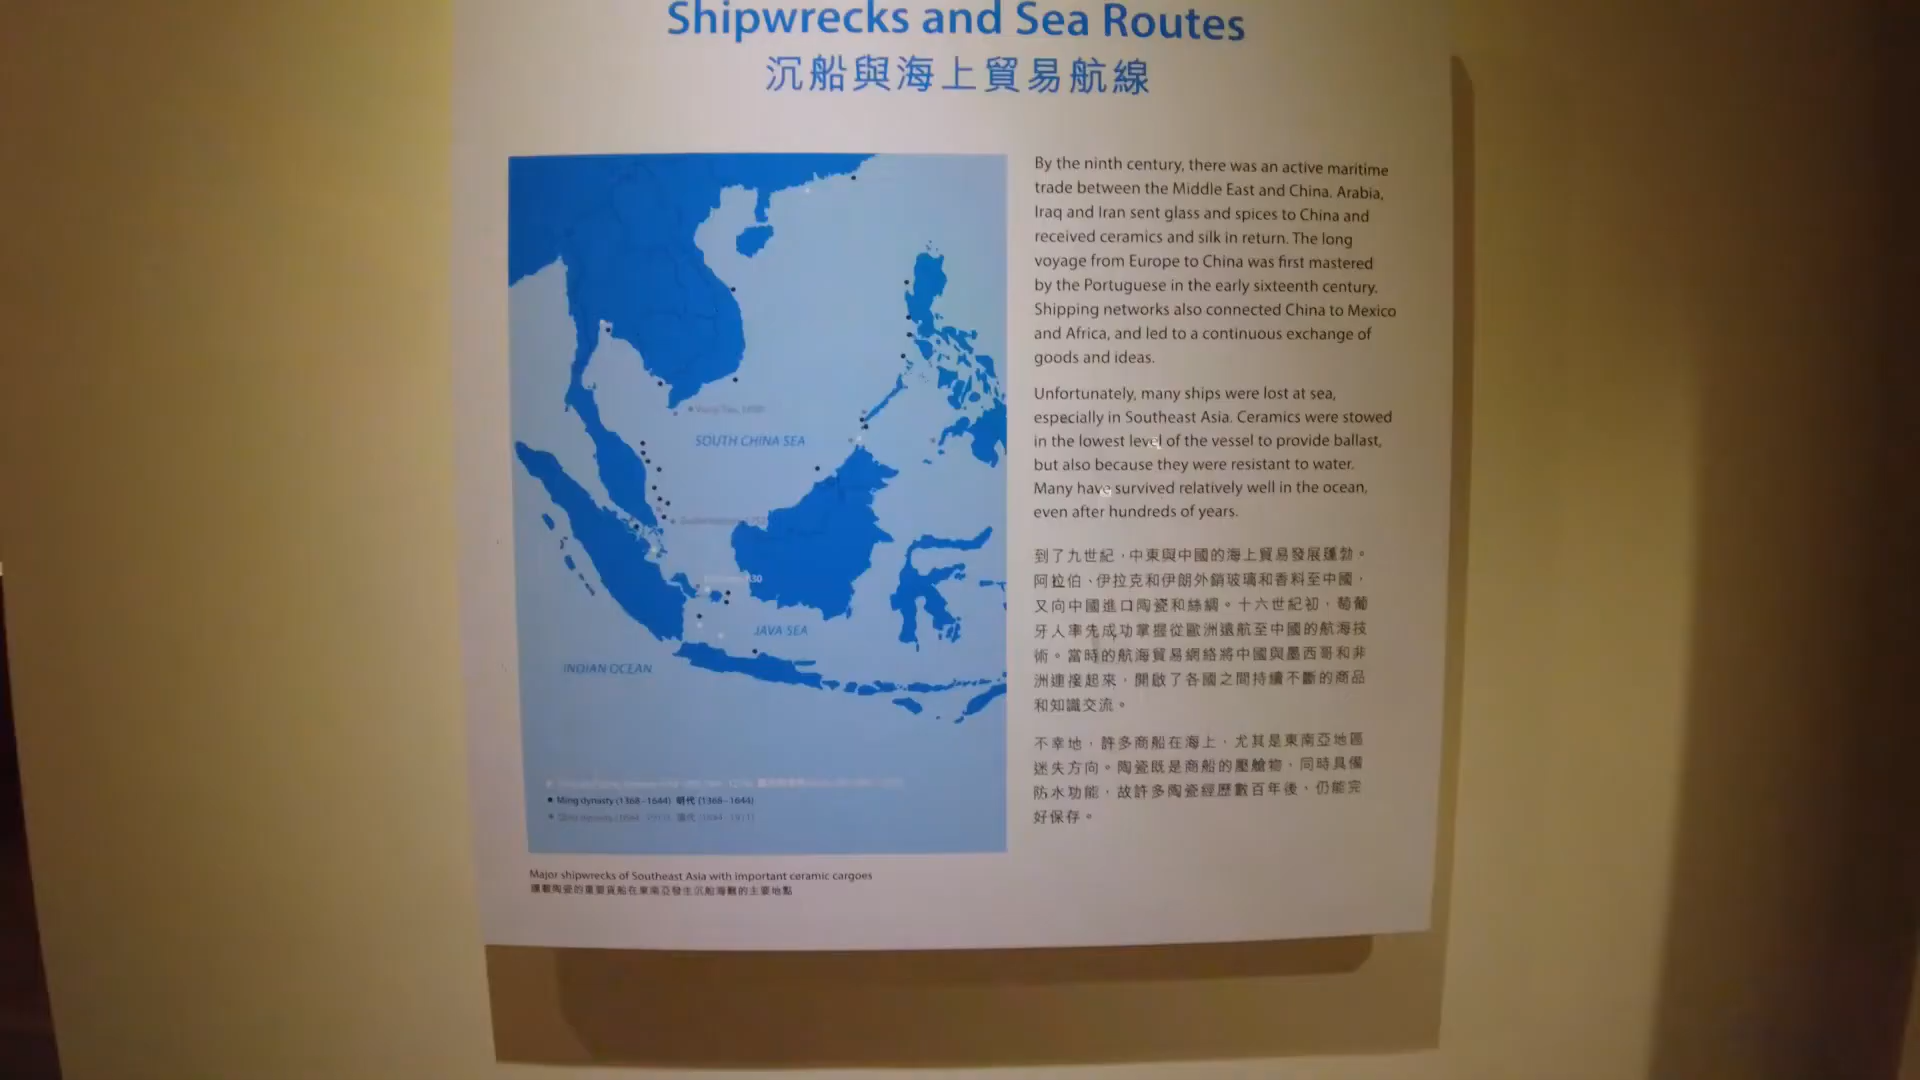 Shipwrecks and Sea Routes
沉船與海上貿易航線
SOUTH CHINA SEA
JAVA SEA
INDIAN OCEAN
Ming dynasty (1368–1644) 明代 (1368–1644)
Major shipwrecks of Southeast Asia with important ceramic cargoes
By the ninth century, there was an active maritime
trade between the Middle East and China. Arabia,
Iraq and Iran sent glass and spices to China and
received ceramics and silk in return. The long
voyage from Europe to China was first mastered
by the Portuguese in the early sixteenth century.
Shipping networks also connected China to Mexico
and Africa, and led to a continuous exchange of
goods and ideas.
Unfortunately, many ships were lost at sea,
especially in Southeast Asia. Ceramics were stowed
in the lowest level of the vessel to provide ballast,
but also because they were resistant to water.
Many have survived relatively well in the ocean,
even after hundreds of years.
到了九世紀，中東與中國的海上貿易發展蓬勃。
阿拉伯、伊拉克和伊朗外銷玻璃和香料至中國，
又向中國進口陶瓷和絲綢。十六世紀初，葡萄
牙人率先成功掌握從歐洲遠航至中國的航海技
術。當時的航海貿易網絡將中國與墨西哥和非
洲連接起來，開啟了各國之間持續不斷的商品
和知識交流。
不幸地，許多商船在海上，尤其是東南亞地區
迷失方向。陶瓷既是商船的壓艙物，同時具備
防水功能，故許多陶瓷經歷數百年後，仍能完
好保存。